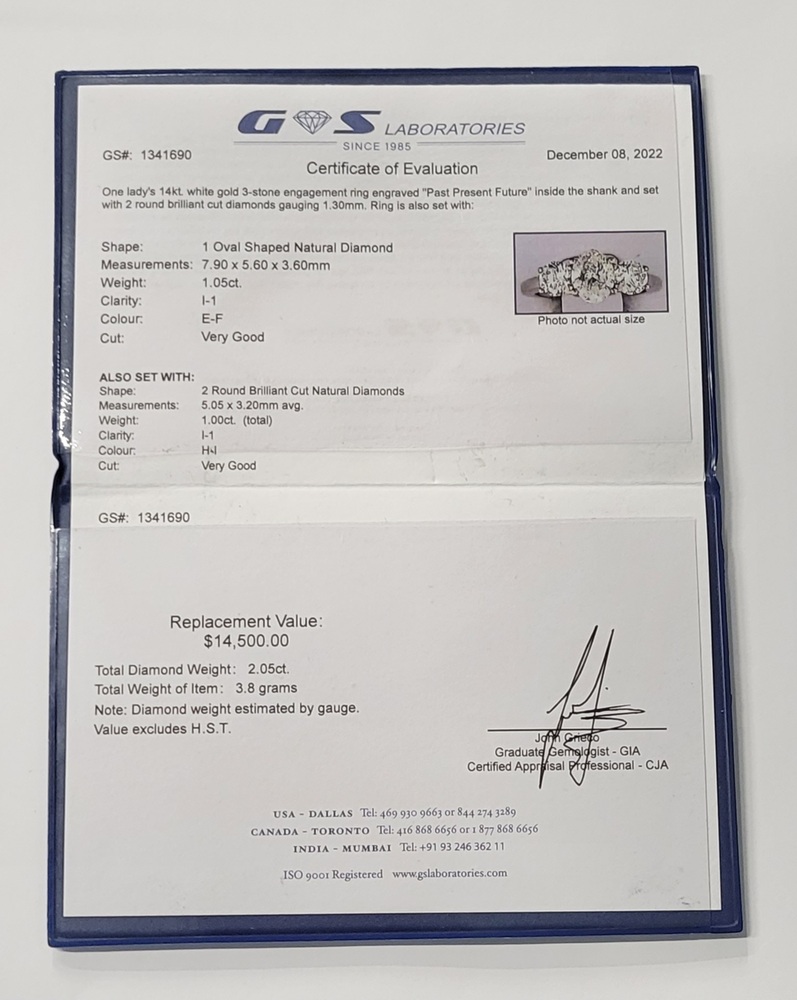 GS LABORATORIES
SINCE 1985
GS#: 1341690
December 08, 2022
Certificate of Evaluation
One lady's 14kt. white gold 3-stone engagement ring engraved "Past Present Future" inside the shank and set
with 2 round brilliant cut diamonds gauging 1.30mm. Ring is also set with:
Shape: 1 Oval Shaped Natural Diamond
Measurements: 7.90 x 5.60 x 3.60mm
Weight: 1.05ct.
Clarity: I-1
Colour: E-F
Cut: Very Good
Photo not actual size
ALSO SET WITH:
Shape: 2 Round Brilliant Cut Natural Diamonds
Measurements: 5.05 x 3.20mm avg.
Weight: 1.00ct. (total)
Clarity: I-1
Colour: H-I
Cut: Very Good
GS#: 1341690
Replacement Value:
$14,500.00
Total Diamond Weight: 2.05ct.
Total Weight of Item: 3.8 grams
Note: Diamond weight estimated by gauge.
Value excludes H.S.T.
John Grieco
Graduate Gemologist - GIA
Certified Appraisal Professional - CJA
USA - DALLAS Tel: 469 930 9663 or 844 274 3289
CANADA - TORONTO Tel: 416 868 6656 or 1 877 868 6656
INDIA - MUMBAI Tel: +91 93 246 362 11
ISO 9001 Registered www.gslaboratories.com